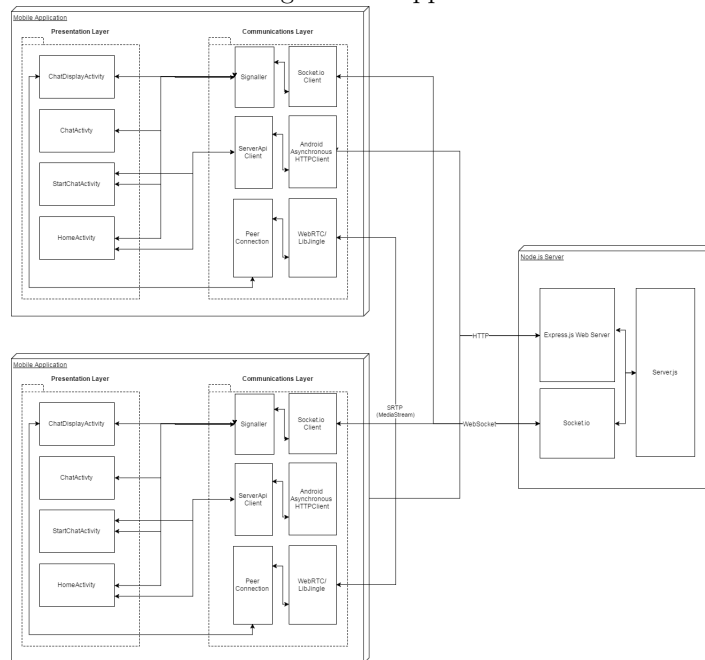 Mobile Application
Presentation Layer
Communications Layer
ChatDisplayActivity
Signaller
Socket.io
Client
ChatActivty
ServerApi
Client
Android
Asynchronous
HTTPClient
StartChatActivity
HomeActivity
Peer
Connection
WebRTC/
LibJingle
Node.js Server
Express.js Web Server
Server.js
Socket.io
HTTP
WebSocket
SRTP
(MediaStream)
Mobile Application
Presentation Layer
Communications Layer
ChatDisplayActivity
Signaller
Socket.io
Client
ChatActivty
ServerApi
Client
Android
Asynchronous
HTTPClient
StartChatActivity
HomeActivity
Peer
Connection
WebRTC/
LibJingle